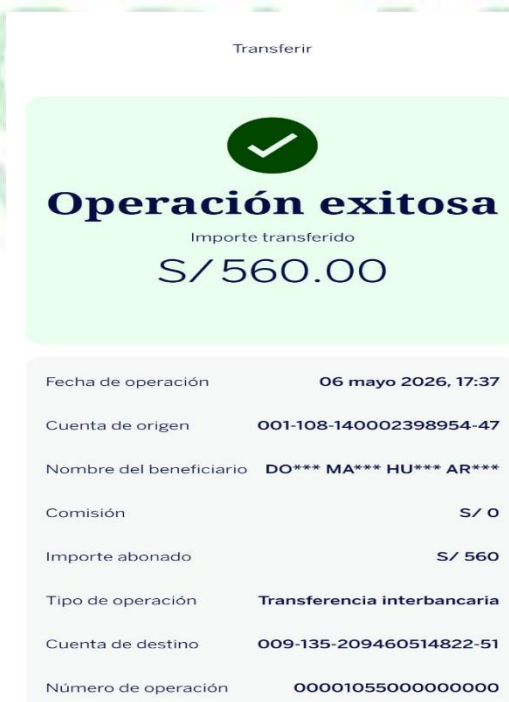 Transferir
Operación exitosa
Importe transferido
S/ 560.00
Fecha de operación 06 mayo 2026, 17:37
Cuenta de origen 001-108-140002398954-47
Nombre del beneficiario DO*** MA*** HU*** AR***
Comisión S/ 0
Importe abonado S/ 560
Tipo de operación Transferencia interbancaria
Cuenta de destino 009-135-209460514822-51
Número de operación 00001055000000000